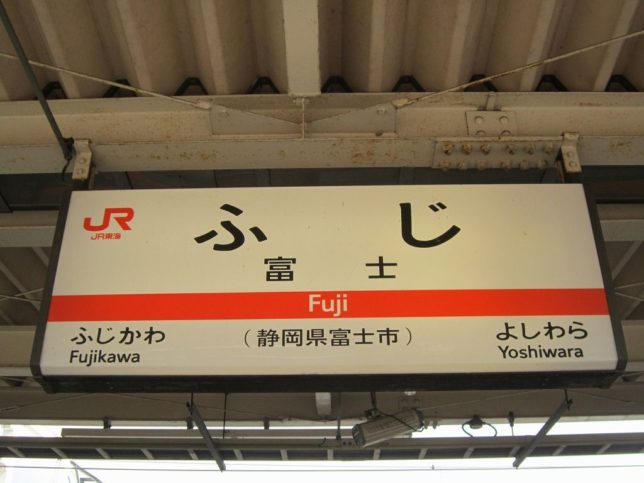 JR
JR東海
ふじ
富士
Fuji
ふじかわ
Fujikawa
(静岡県富士市)
よしわら
Yoshiwara